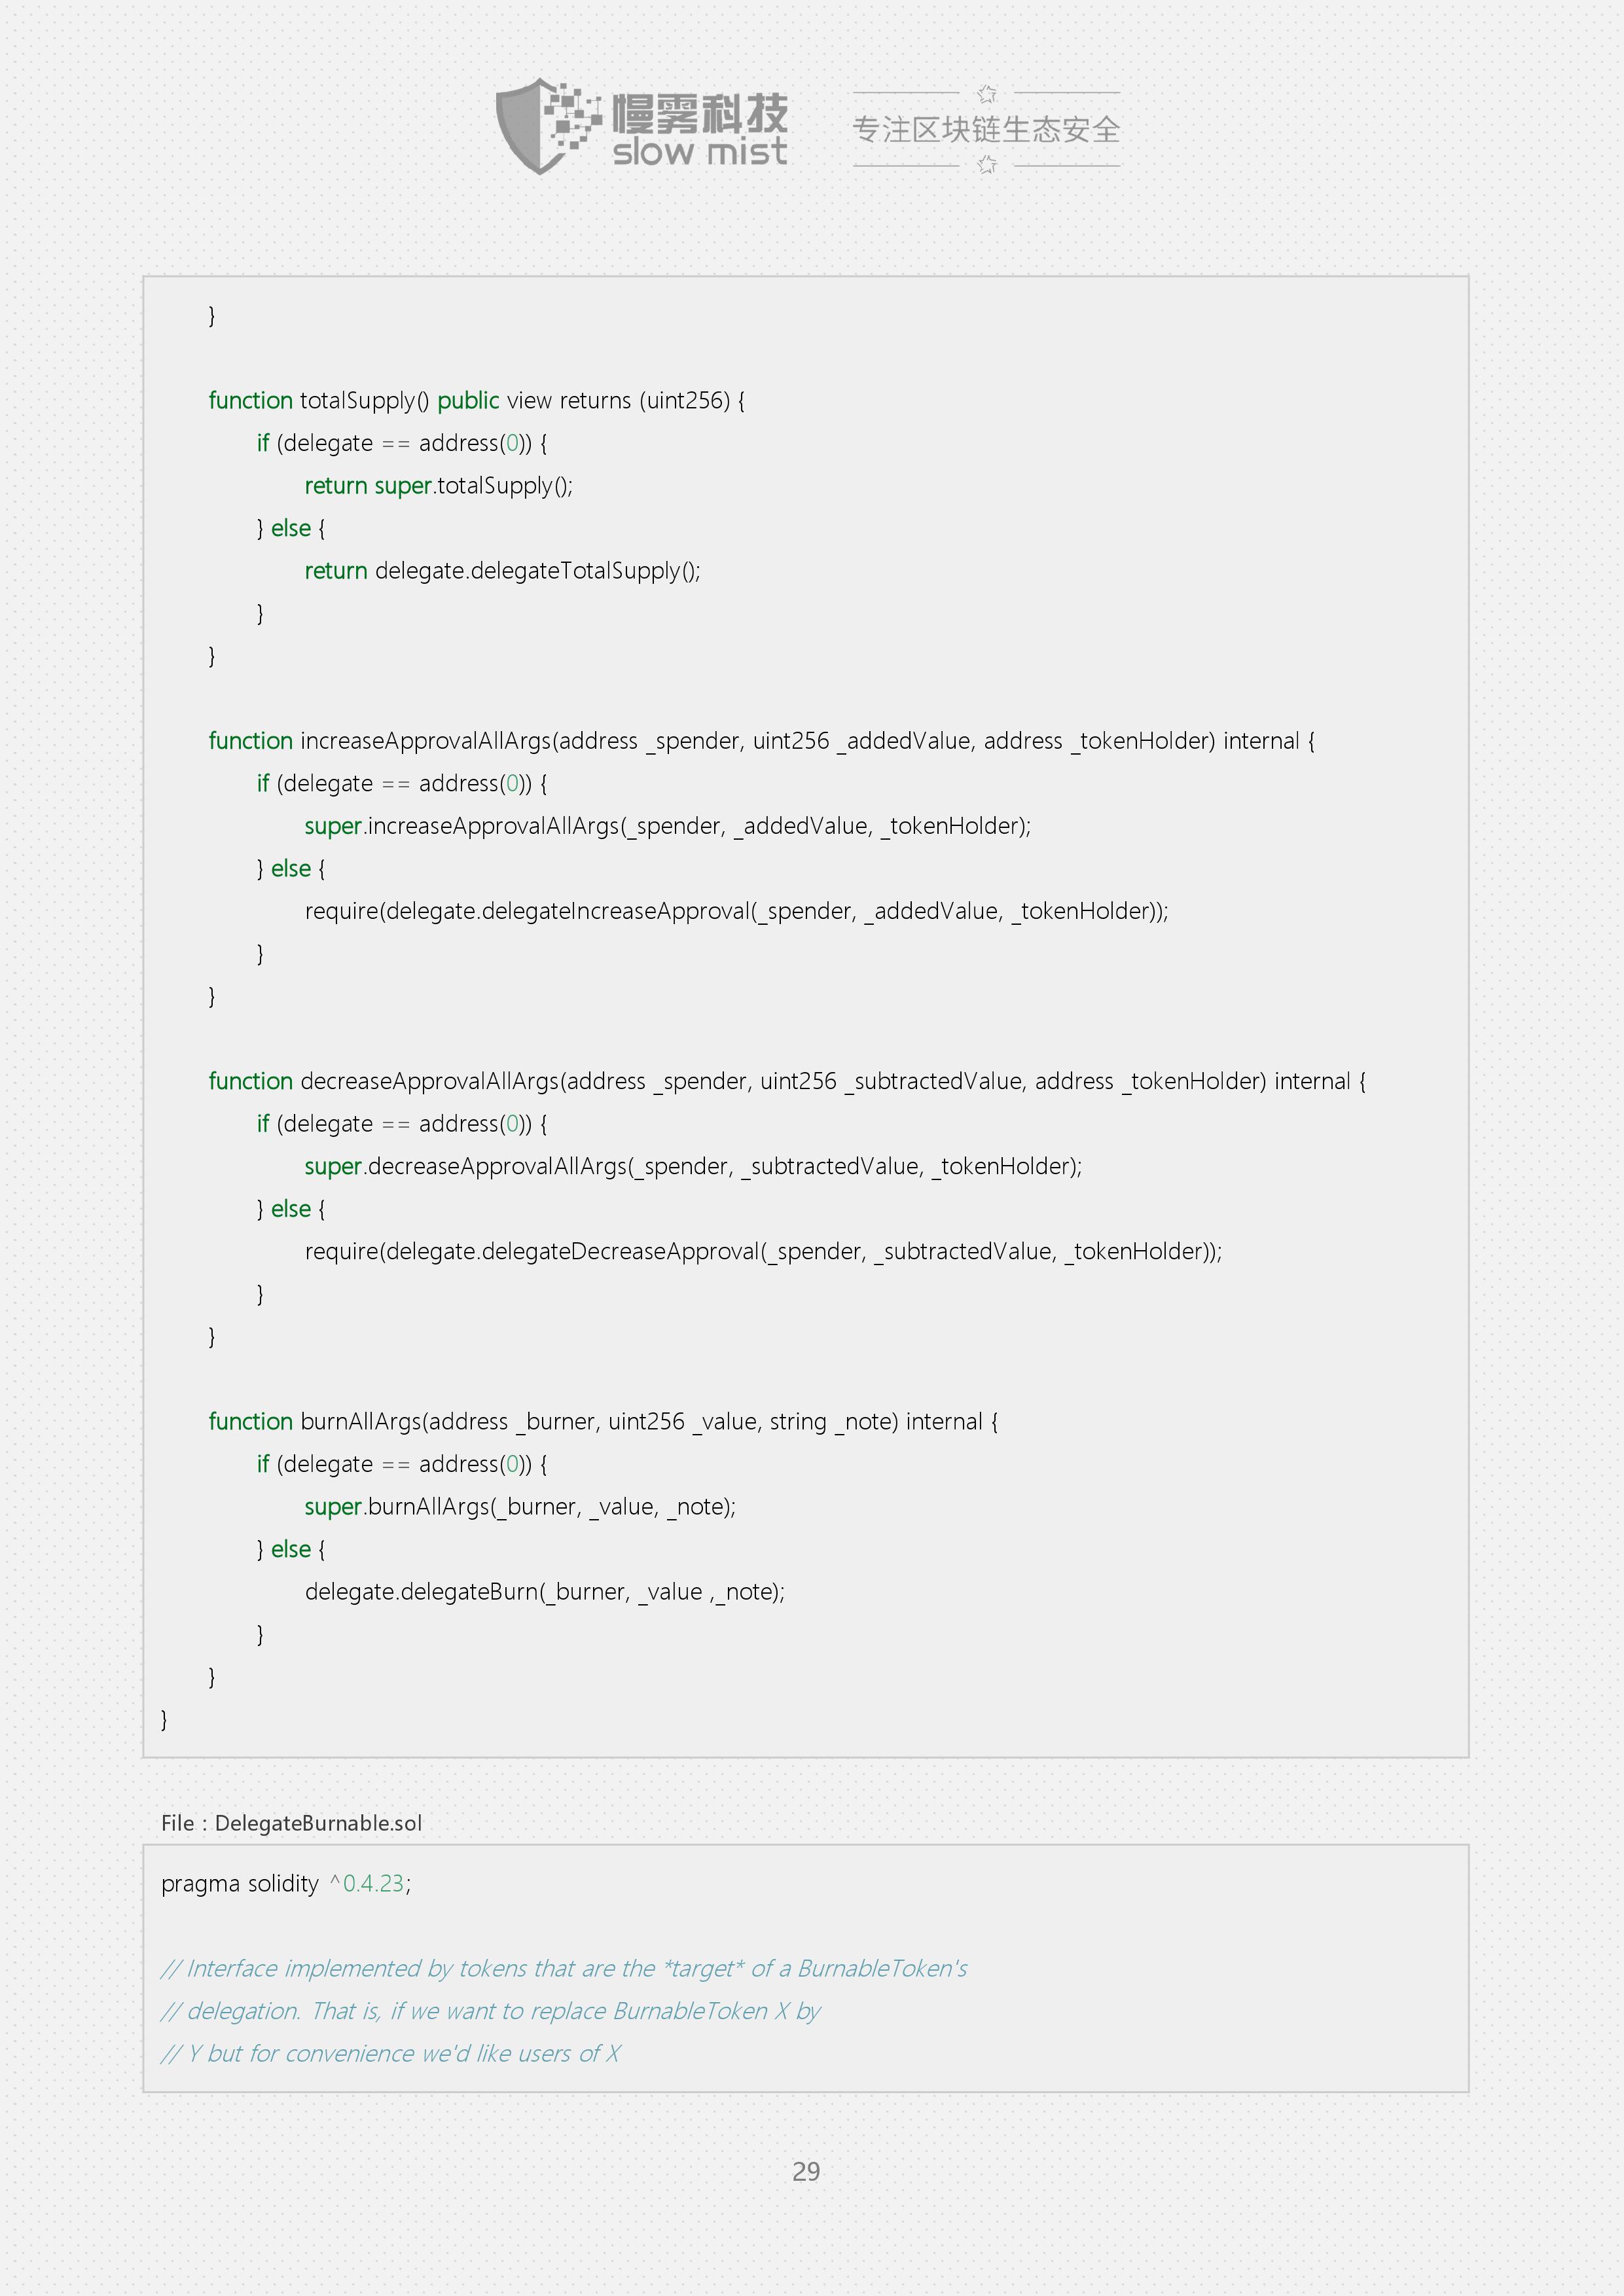 慢雾科技
slow mist
专注区块链生态安全
}
function totalSupply() public view returns (uint256) {
if (delegate == address(0)) {
return super.totalSupply();
} else {
return delegate.delegateTotalSupply();
}
}
function increaseApprovalAllArgs(address _spender, uint256 _addedValue, address _tokenHolder) internal {
if (delegate == address(0)) {
super.increaseApprovalAllArgs(_spender, _addedValue, _tokenHolder);
} else {
require(delegate.delegateIncreaseApproval(_spender, _addedValue, _tokenHolder));
}
}
function decreaseApprovalAllArgs(address _spender, uint256 _subtractedValue, address _tokenHolder) internal {
if (delegate == address(0)) {
super.decreaseApprovalAllArgs(_spender, _subtractedValue, _tokenHolder);
} else {
require(delegate.delegateDecreaseApproval(_spender, _subtractedValue, _tokenHolder));
}
}
function burnAllArgs(address _burner, uint256 _value, string _note) internal {
if (delegate == address(0)) {
super.burnAllArgs(_burner, _value, _note);
} else {
delegate.delegateBurn(_burner, _value ,_note);
}
}
}
File : DelegateBurnable.sol
pragma solidity ^0.4.23;
// Interface implemented by tokens that are the *target* of a BurnableToken's
// delegation. That is, if we want to replace BurnableToken X by
// Y but for convenience we'd like users of X
29